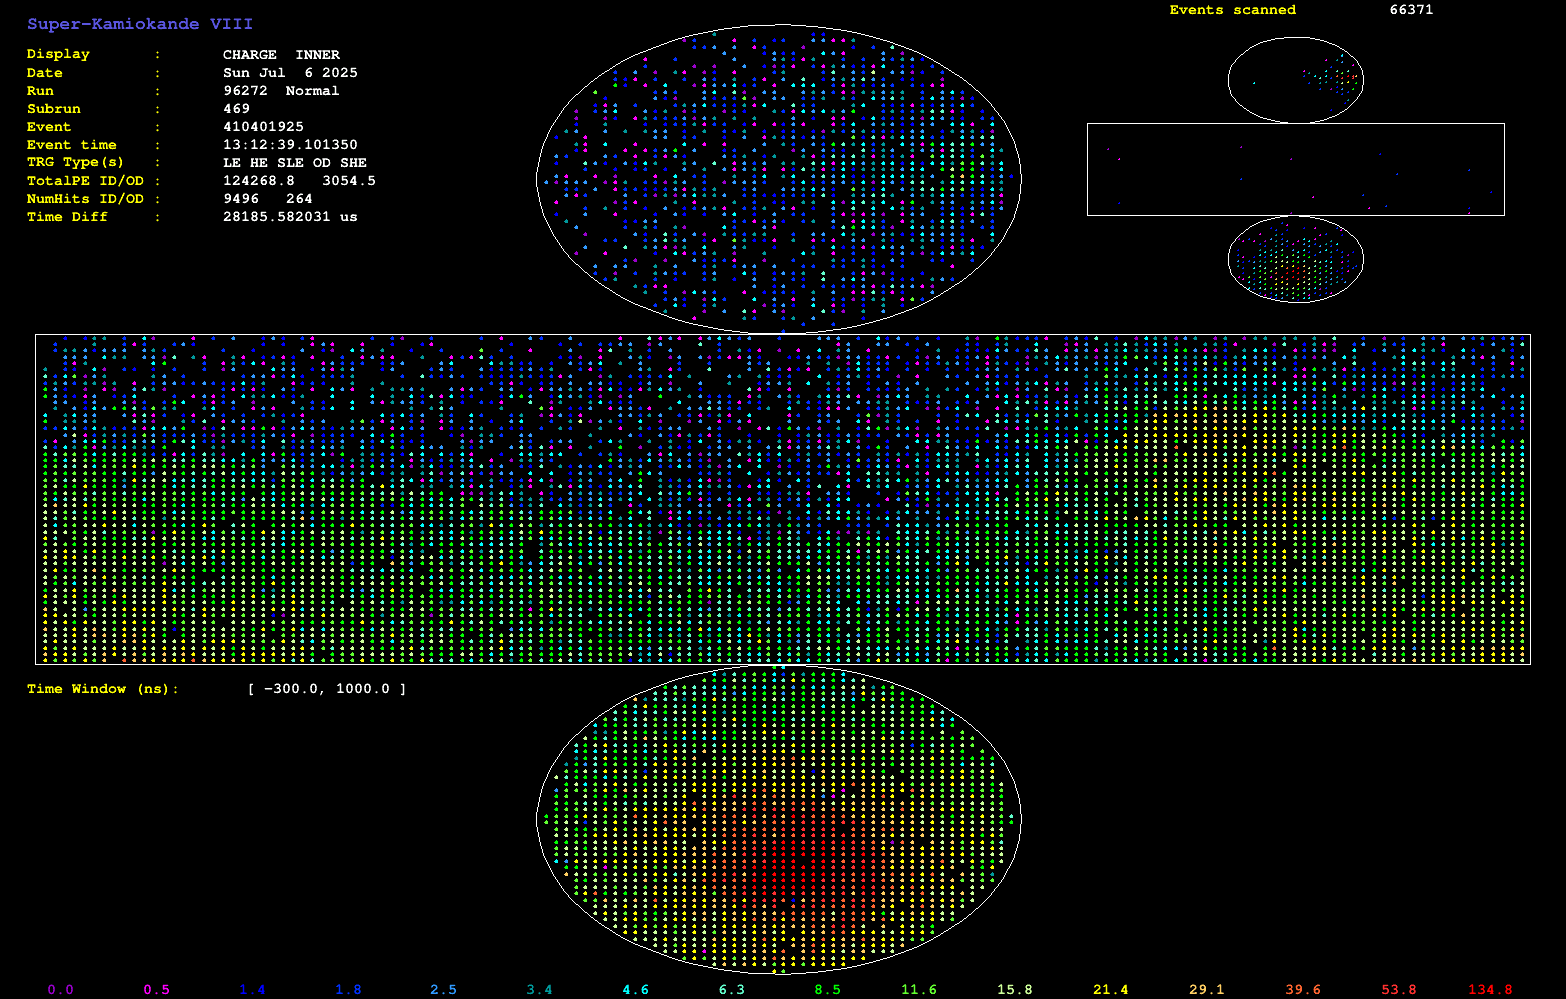 Super-Kamiokande VIII
Events scanned 66371
Display : CHARGE INNER
Date : Sun Jul 6 2025
Run : 96272 Normal
Subrun : 469
Event : 410401925
Event time : 13:12:39.101350
TRG Type(s) : LE HE SLE OD SHE
TotalPE ID/OD : 124268.8 3054.5
NumHits ID/OD : 9496 264
Time Diff : 28185.582031 us
Time Window (ns): [ -300.0, 1000.0 ]
0.0 0.5 1.4 1.8 2.5 3.4 4.6 6.3 8.5 11.6 15.8 21.4 29.1 39.6 53.8 134.8